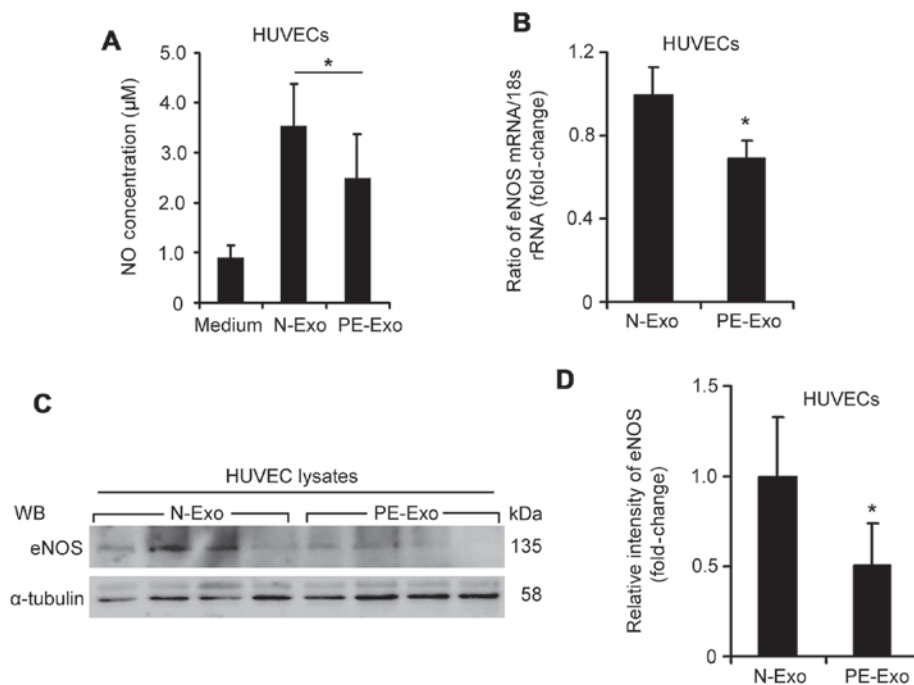 A
HUVECs
NO concentration (µM)
5.0
4.0
3.0
2.0
1.0
0
*
Medium N-Exo PE-Exo
B
HUVECs
Ratio of eNOS mRNA/18s
rRNA (fold-change)
1.2
0.8
0.4
0
*
N-Exo PE-Exo
C
HUVEC lysates
WB N-Exo PE-Exo kDa
eNOS 135
α-tubulin 58
D
HUVECs
Relative intensity of eNOS
(fold-change)
1.5
1.0
0.5
0
*
N-Exo PE-Exo